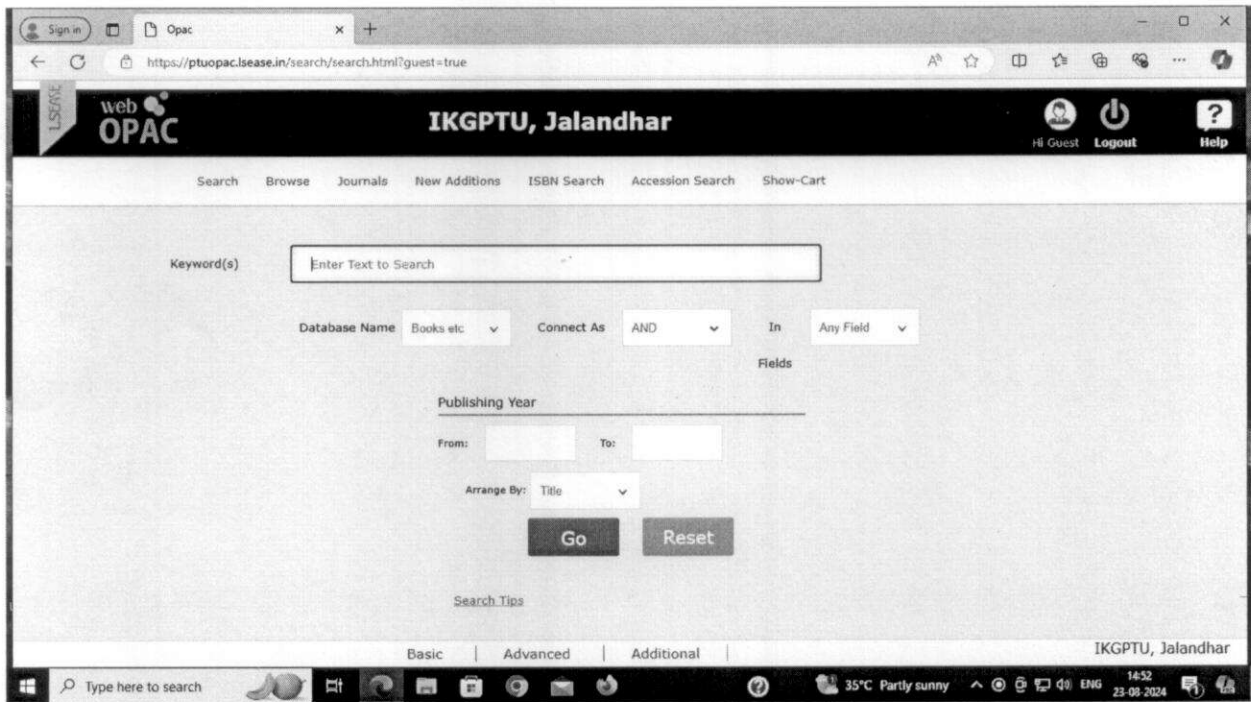 Sign in Opac
https://ptuopac.lsease.in/search/search.html?guest=true
LSEASE
web OPAC
IKGPTU, Jalandhar
Hi Guest Logout Help
Search Browse Journals New Additions ISBN Search Accession Search Show-Cart
Keyword(s) Enter Text to Search
Database Name Books etc Connect As AND In Any Field
Fields
Publishing Year
From: To:
Arrange By: Title
Go Reset
Search Tips
Basic | Advanced | Additional |
IKGPTU, Jalandhar
Type here to search 35°C Partly sunny ENG 14:52
23-08-2024